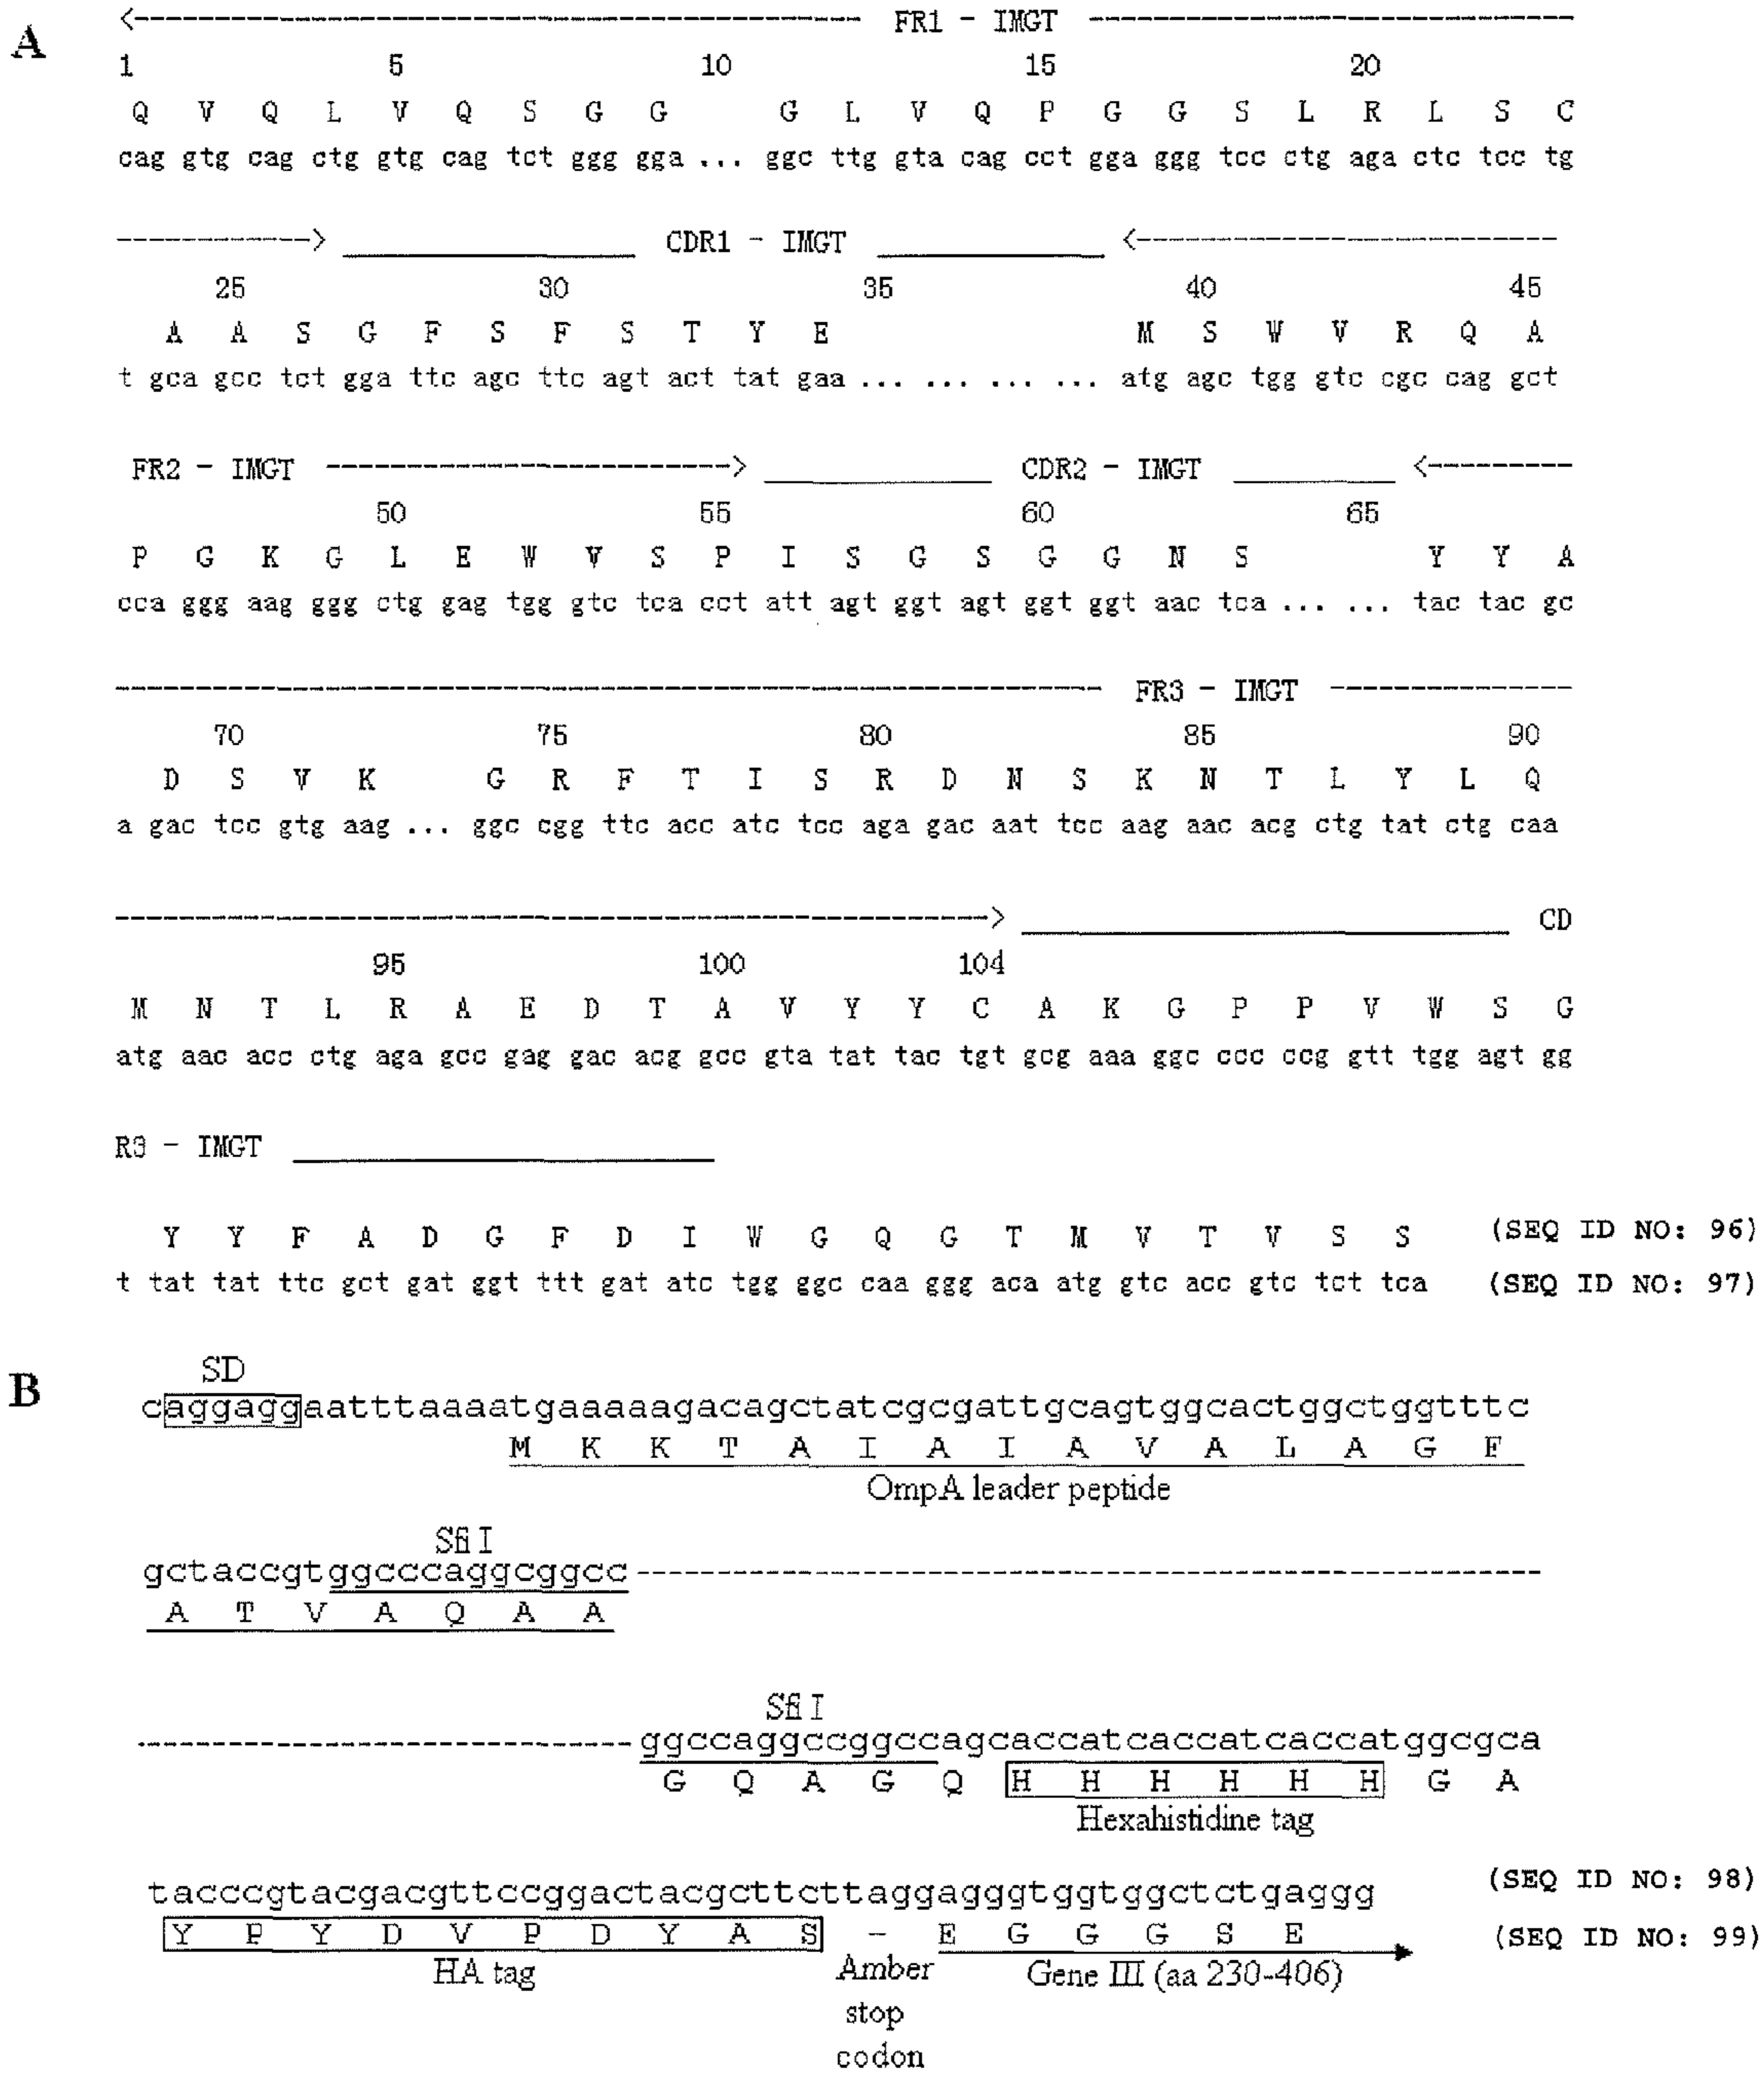 A
<------------------------------------------------ FR1 - IMGT --------------------------------
1 5 10 15 20
Q V Q L V Q S G G G L V Q P G G S L R L S C
cag gtg cag ctg gtg cag tct ggg gga ... ggc ttg gta cag cct gga ggg tcc ctg aga ctc tcc tg
------------> ____________ CDR1 - IMGT __________ <---------------------------
25 30 35 40 45
A A S G F S F S T Y E M S W V R Q A
t gca gcc tct gga ttc agc ttc agt act tat gaa ... ... ... ... atg agc tgg gtc cgc cag gct
FR2 - IMGT -------------------------> __________ CDR2 - IMGT _______ <---------
50 55 60 65
P G K G L E W V S P I S G S G G N S Y Y A
cca ggg aag ggg ctg gag tgg gtc tca cct att agt ggt agt ggt ggt aac tca ... ... tac tac gc
------------------------------------------------------------- FR3 - IMGT ---------------
70 75 80 85 90
D S V K G R F T I S R D N S K N T L Y L Q
a gac tcc gtg aag ... ggc cgg ttc acc atc tcc aga gac aat tcc aag aac acg ctg tat ctg caa
------------------------------------------------------> ____________________ CD
95 100 104
M N T L R A E D T A V Y Y C A K G P P V W S G
atg aac acc ctg aga gcc gag gac acg gcc gta tat tac tgt gcg aaa ggc ccc ccg gtt tgg agt gg
R3 - IMGT __________________
Y Y F A D G F D I W G Q G T M V T V S S (SEQ ID NO: 96)
t tat tat ttc gct gat ggt ttt gat atc tgg ggc caa ggg aca atg gtc acc gtc tct tca (SEQ ID NO: 97)
B
SD
caggaggaatttaaaatgaaaaagacagctatcgcgattgcagtggcactggctggtttc
M K K T A I A I A V A L A G F
OmpA leader peptide
Sfi I
gctaccgtggcccaggcggcc--------------------------------------------------
A T V A Q A A
Sfi I
----------------------------ggccaggccggccagcaccatcaccatcaccatggcgca
G Q A G Q H H H H H H G A
Hexahistidine tag
tacccgtacgacgttccggactacgcttcttaggagggtggtggctctgaggg (SEQ ID NO: 98)
Y P Y D V P D Y A S - E G G G S E (SEQ ID NO: 99)
HA tag Amber Gene III (aa 230-406)
stop
codon